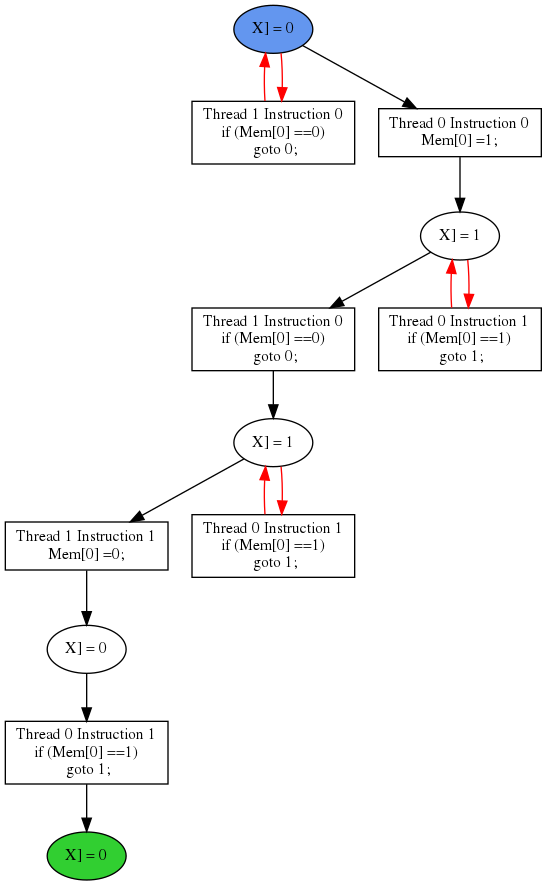 X] = 0
Thread 1 Instruction 0
if (Mem[0] ==0)
goto 0;
Thread 0 Instruction 0
Mem[0] =1;
X] = 1
Thread 1 Instruction 0
if (Mem[0] ==0)
goto 0;
Thread 0 Instruction 1
if (Mem[0] ==1)
goto 1;
X] = 1
Thread 1 Instruction 1
Mem[0] =0;
Thread 0 Instruction 1
if (Mem[0] ==1)
goto 1;
X] = 0
Thread 0 Instruction 1
if (Mem[0] ==1)
goto 1;
X] = 0